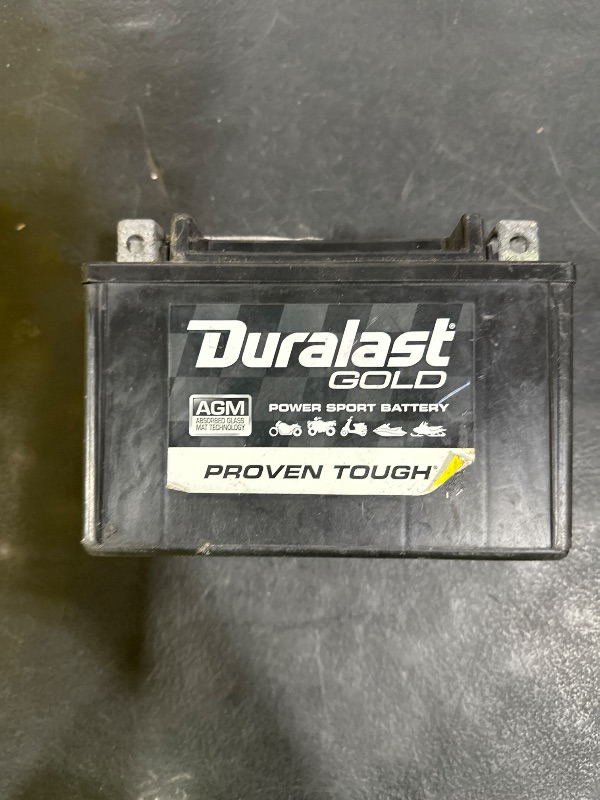 Duralast
GOLD
AGM
ABSORBED GLASS
MAT TECHNOLOGY
POWER SPORT BATTERY
PROVEN TOUGH®